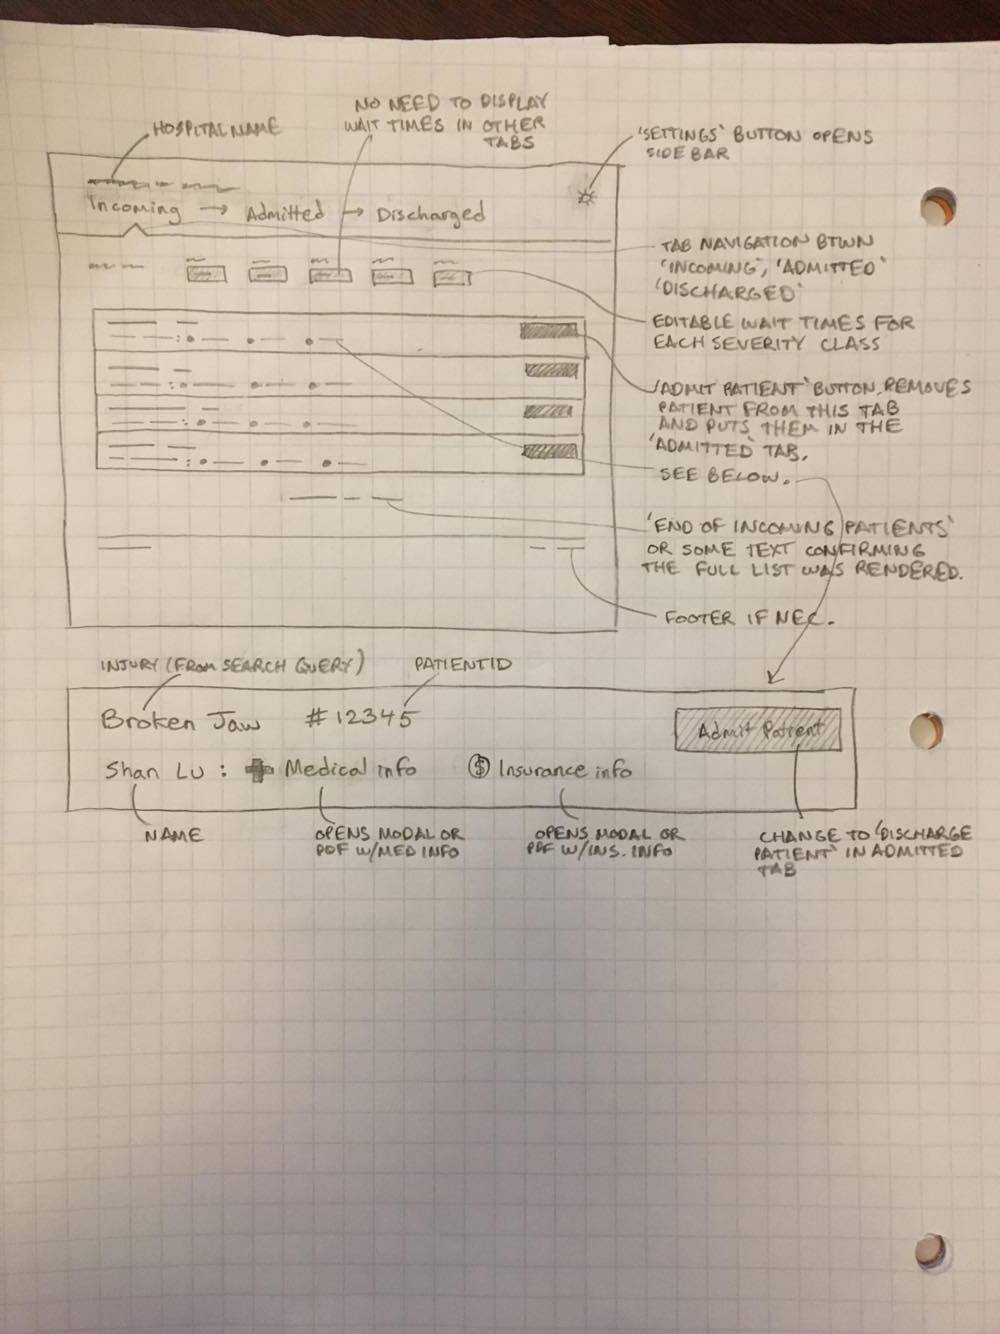 NO NEED TO DISPLAY
WAIT TIMES IN OTHER
TABS
HOSPITAL NAME
'SETTINGS' BUTTON OPENS
SIDE BAR
Incoming → Admitted → Discharged
TAB NAVIGATION BTWN
'INCOMING', 'ADMITTED'
'DISCHARGED'
EDITABLE WAIT TIMES FOR
EACH SEVERITY CLASS
'ADMIT PATIENT' BUTTON, REMOVES
PATIENT FROM THIS TAB
AND PUTS THEM IN THE
'ADMITTED' TAB.
SEE BELOW.
'END OF INCOMING PATIENTS'
OR SOME TEXT CONFIRMING
THE FULL LIST WAS RENDERED.
FOOTER IF NEC.
INJURY (FROM SEARCH QUERY)
PATIENT ID
Broken Jaw #12345
Admit Patient
Shan Lu : Medical info $ Insurance info
NAME
OPENS MODAL OR
PDF W/MED INFO
OPENS MODAL OR
PDF W/INS. INFO
CHANGE TO 'DISCHARGE
PATIENT' IN ADMITTED
TAB